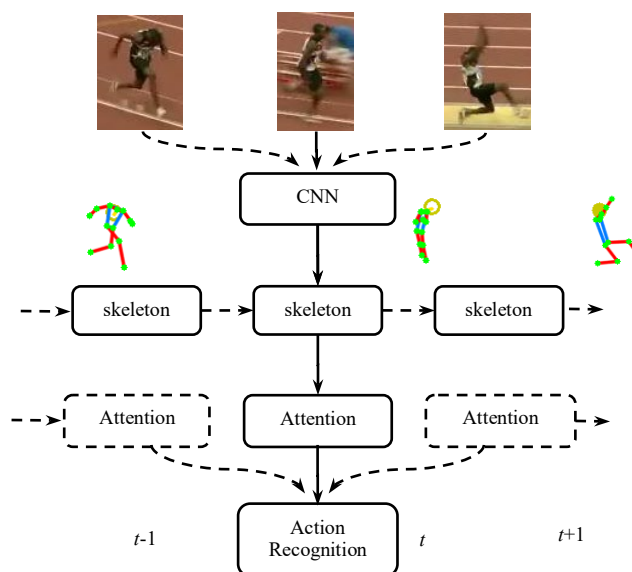 CNN
skeleton
skeleton
skeleton
Attention
Attention
Attention
Action
Recognition
t-1
t
t+1